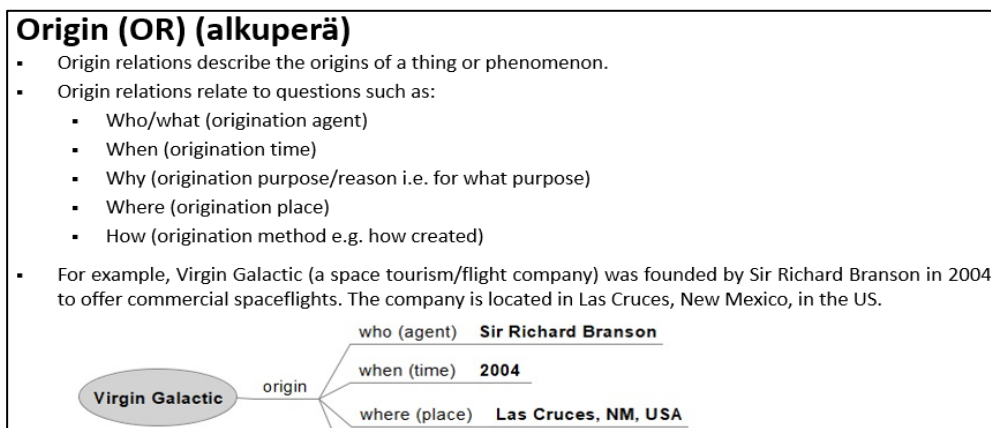 Origin (OR) (alkuperä)
▪ Origin relations describe the origins of a thing or phenomenon.
▪ Origin relations relate to questions such as:
▪ Who/what (origination agent)
▪ When (origination time)
▪ Why (origination purpose/reason i.e. for what purpose)
▪ Where (origination place)
▪ How (origination method e.g. how created)
▪ For example, Virgin Galactic (a space tourism/flight company) was founded by Sir Richard Branson in 2004
to offer commercial spaceflights. The company is located in Las Cruces, New Mexico, in the US.
who (agent) Sir Richard Branson
when (time) 2004
origin
Virgin Galactic
where (place) Las Cruces, NM, USA